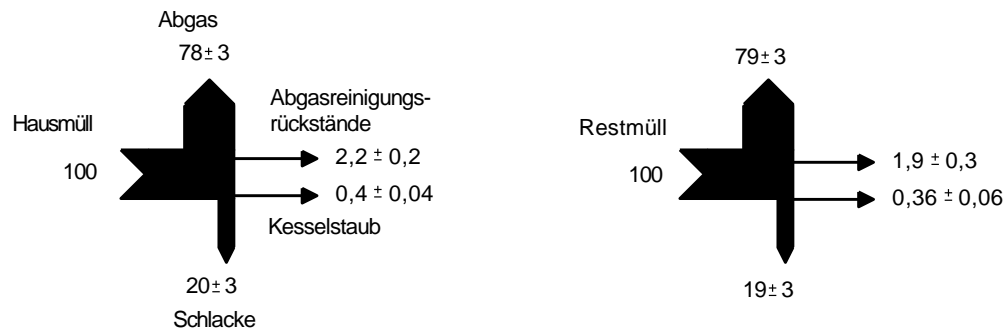 Abgas
78 ± 3
Hausmüll
100
Abgasreinigungs-
rückstände
2,2 ± 0,2
0,4 ± 0,04
Kesselstaub
20 ± 3
Schlacke
79 ± 3
Restmüll
100
1,9 ± 0,3
0,36 ± 0,06
19 ± 3